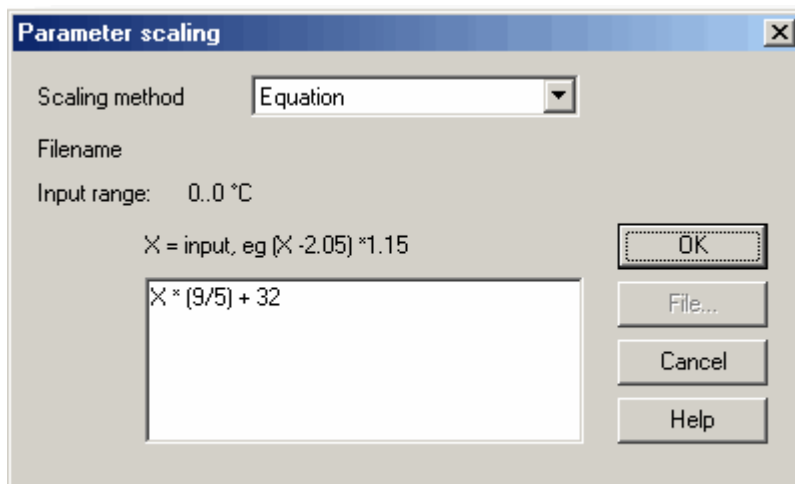 Parameter scaling
Scaling method Equation
Filename
Input range: 0..0 °C
X = input, eg (X -2.05) *1.15
OK
X * (9/5) + 32
File...
Cancel
Help